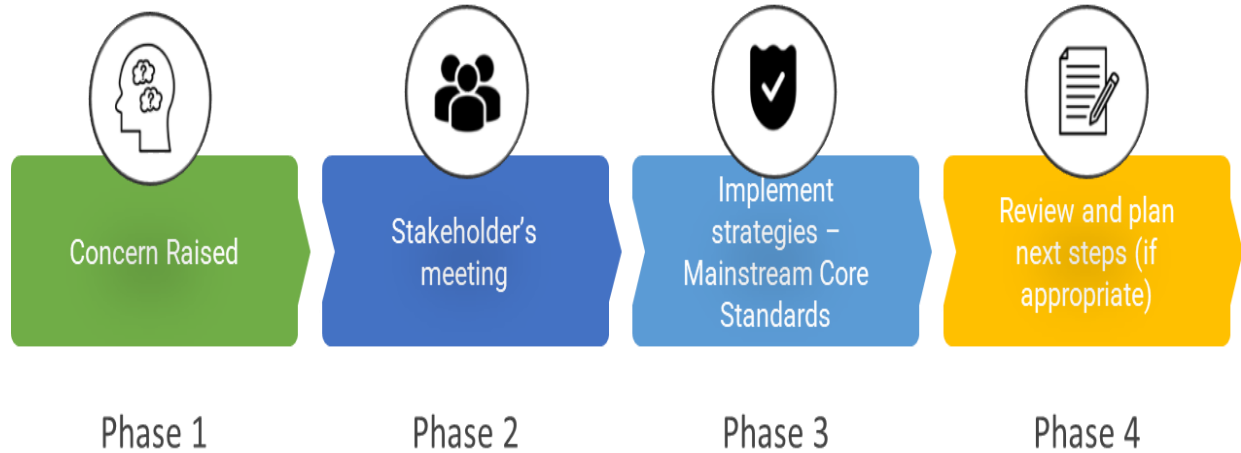 Concern Raised
Stakeholder’s
meeting
Implement
strategies –
Mainstream Core
Standards
Review and plan
next steps (if
appropriate)
Phase 1
Phase 2
Phase 3
Phase 4